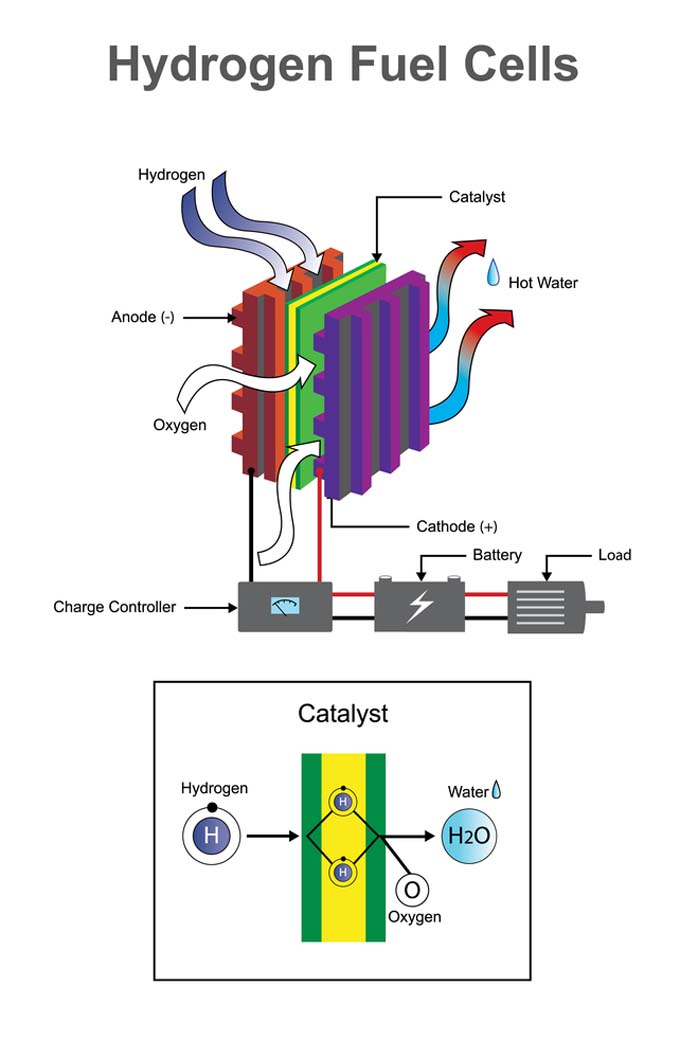 Hydrogen Fuel Cells
Hydrogen
Catalyst
Hot Water
Anode (-)
Oxygen
Cathode (+)
Battery
Load
Charge Controller
Catalyst
Hydrogen
Water
H
H
H
H2O
O
Oxygen